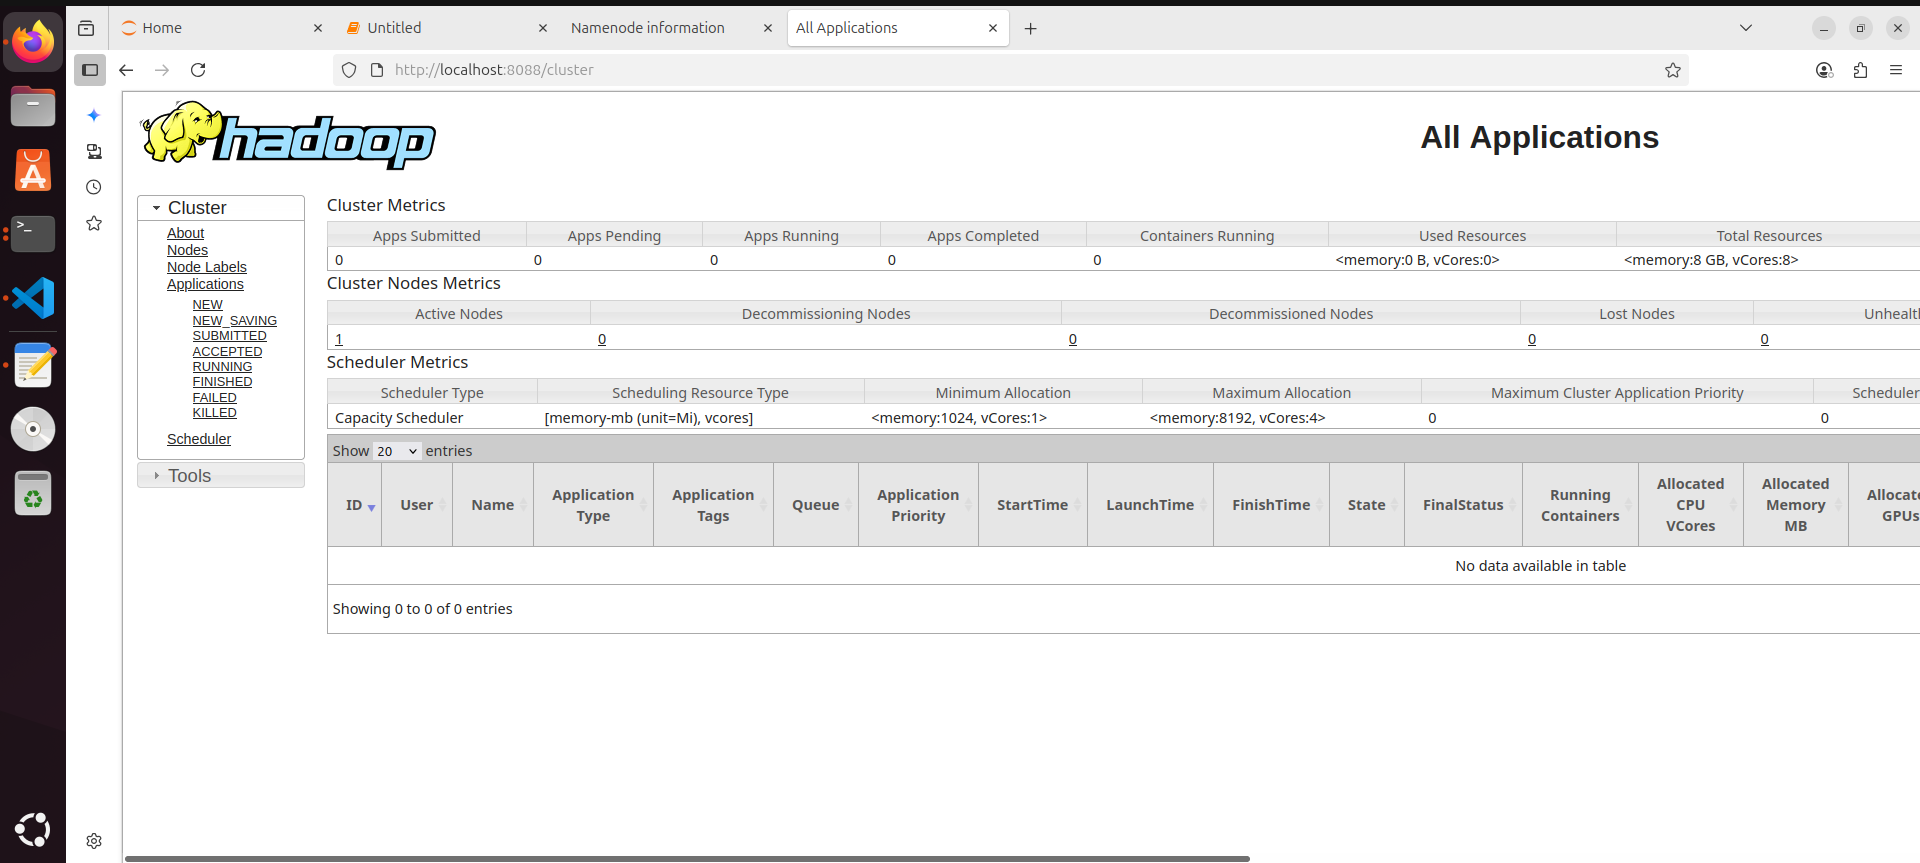 Home
Untitled
Namenode information
All Applications
http://localhost:8088/cluster
hadoop
All Applications
Cluster
About
Nodes
Node Labels
Applications
NEW
NEW_SAVING
SUBMITTED
ACCEPTED
RUNNING
FINISHED
FAILED
KILLED
Scheduler
Tools
Cluster Metrics
Apps Submitted Apps Pending Apps Running Apps Completed Containers Running Used Resources Total Resources
0 0 0 0 0 <memory:0 B, vCores:0> <memory:8 GB, vCores:8>
Cluster Nodes Metrics
Active Nodes Decommissioning Nodes Decommissioned Nodes Lost Nodes Unhealt
1 0 0 0 0
Scheduler Metrics
Scheduler Type Scheduling Resource Type Minimum Allocation Maximum Allocation Maximum Cluster Application Priority Scheduler
Capacity Scheduler [memory-mb (unit=Mi), vcores] <memory:1024, vCores:1> <memory:8192, vCores:4> 0 0
Show 20 entries
ID User Name Application Type Application Tags Queue Application Priority StartTime LaunchTime FinishTime State FinalStatus Running Containers Allocated CPU VCores Allocated Memory MB Allocate GPUs
No data available in table
Showing 0 to 0 of 0 entries